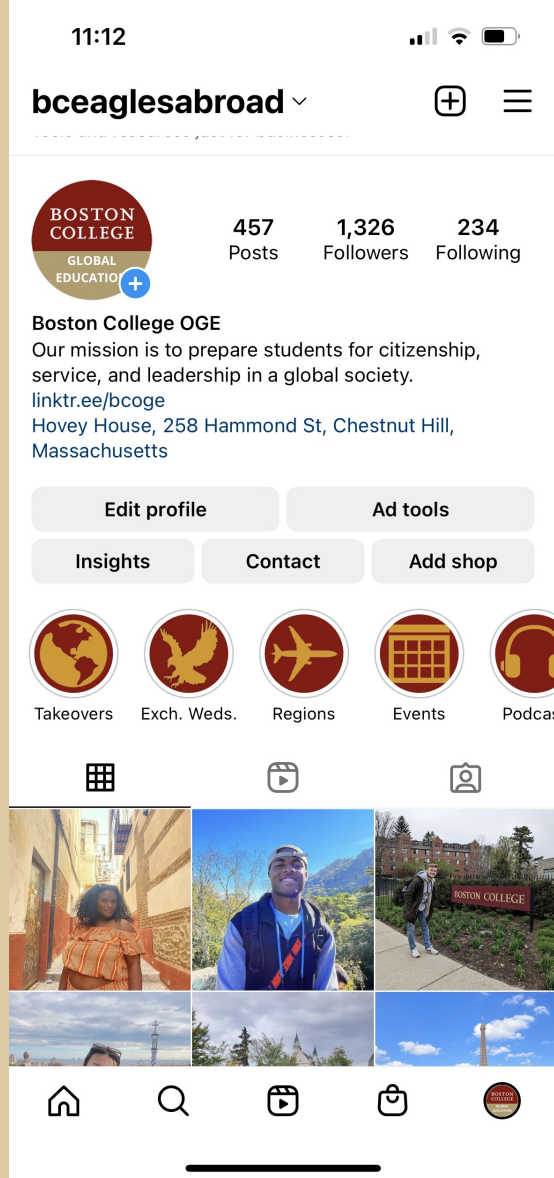 11:12
bceaglesabroad
BOSTON
COLLEGE
GLOBAL
457
1,326
234
Posts
Followers
Following
Boston College OGE
Our mission is to prepare students for citizenship,
service, and leadership in a global society.
linktr.ee/bcoge
Hovey House, 258 Hammond St, Chestnut Hill,
Massachusetts
Edit profile
Ad tools
Insights
Contact
Add shop
Takeovers
Exch. Weds.
Regions
Events
BOSTON COLLEGE
BOSTON
COLLEGE